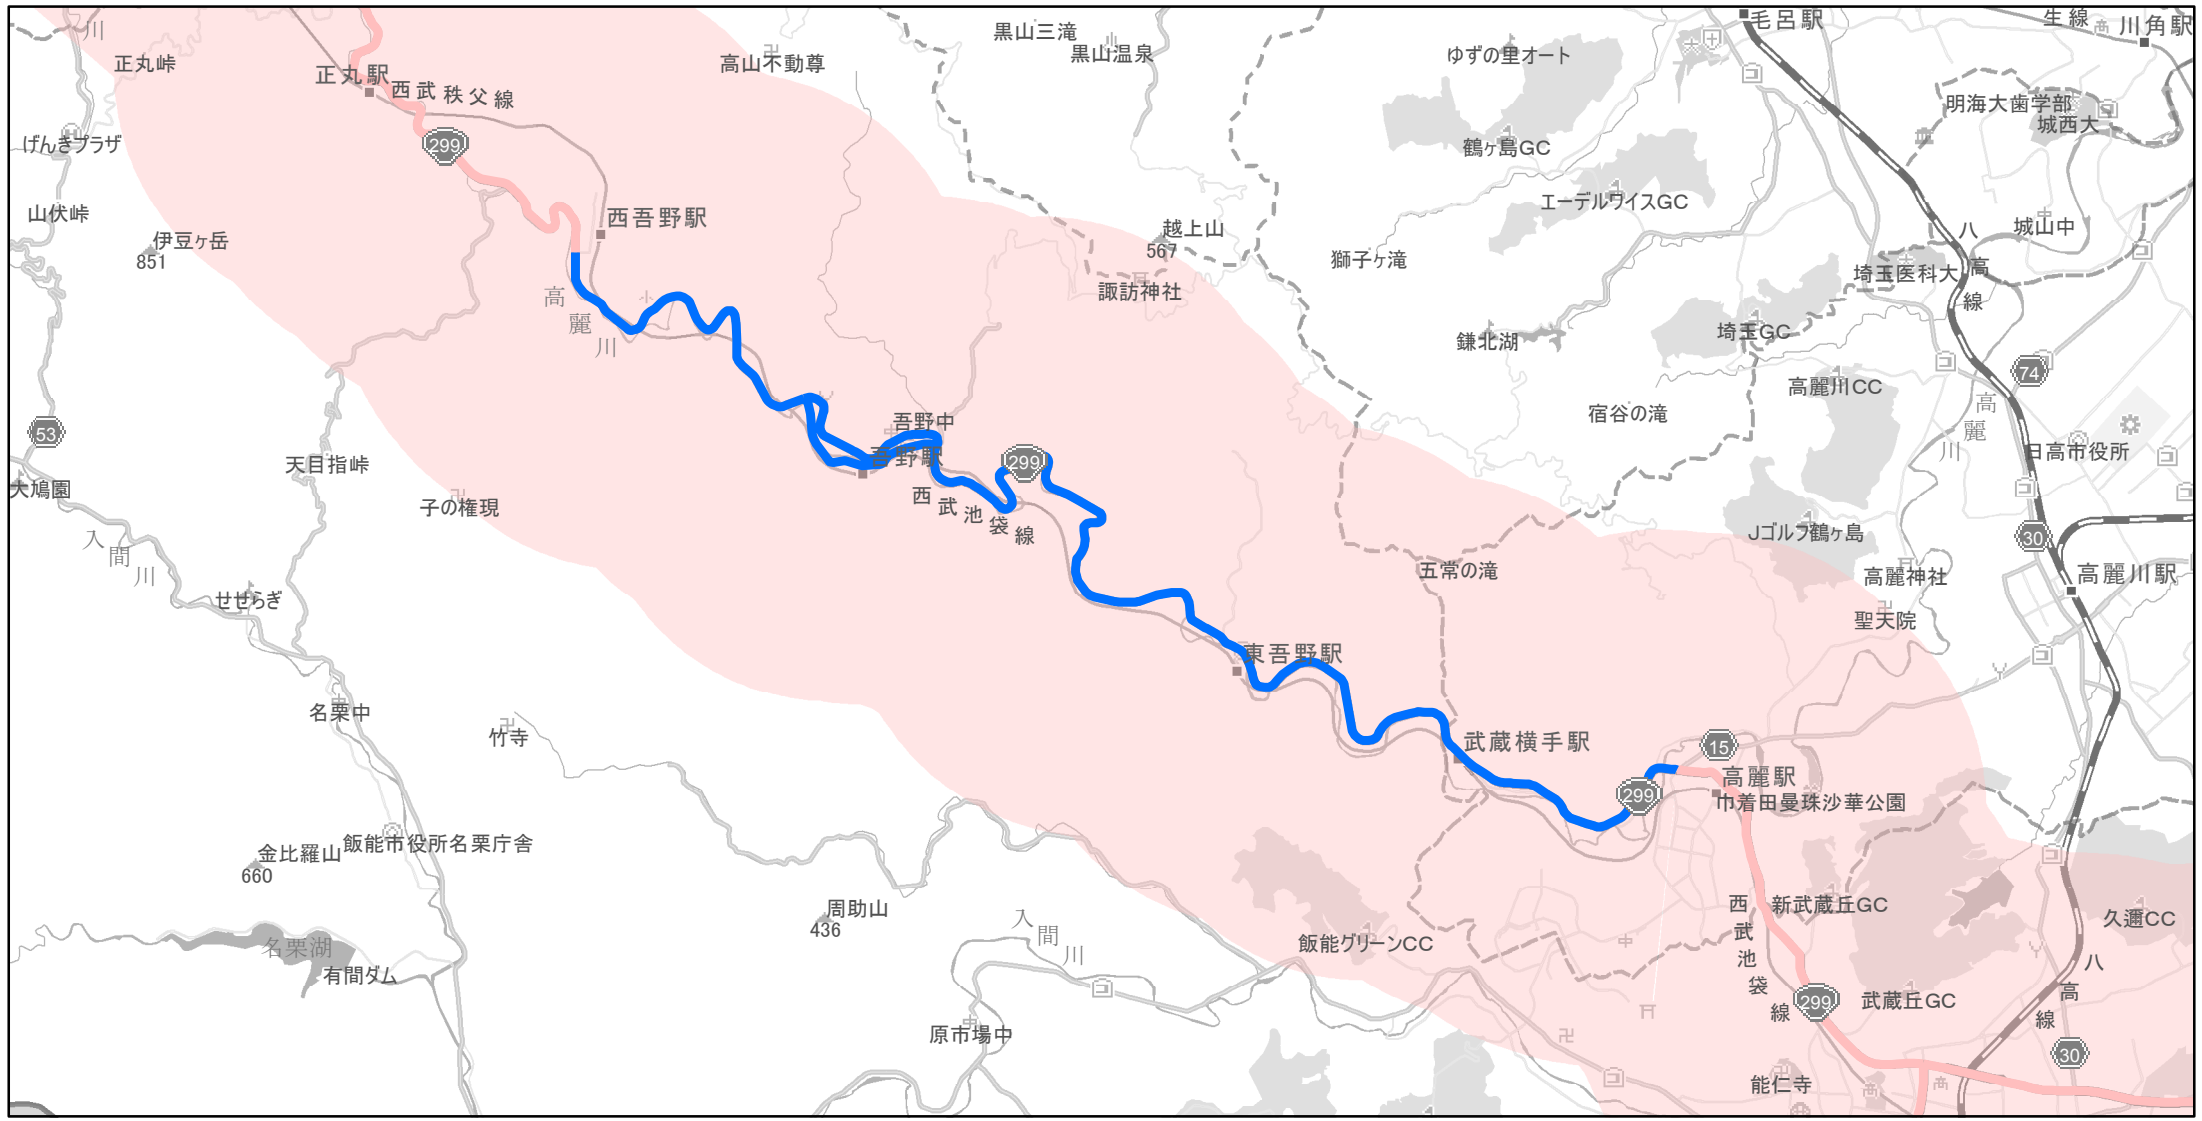 川
黒山三滝
毛呂駅
生線
川角駅
正丸峠
正丸駅
西武秩父線
高山不動尊
黒山温泉
ゆずの里オート
明海大歯学部
城西大
299
げんきプラザ
鶴ヶ島GC
エーデルワイスGC
山伏峠
西吾野駅
越上山
567
城山中
伊豆ヶ岳
851
獅子ヶ滝
八高線
埼玉医科大
諏訪神社
高麗川
鎌北湖
埼玉GC
74
高麗川CC
宿谷の滝
高麗川
53
吾野中
吾野駅
299
日高市役所
天目指峠
大鳩園
子の権現
西武池袋線
Jゴルフ鶴ヶ島
30
入間川
五常の滝
高麗神社
高麗川駅
せせらぎ
聖天院
東吾野駅
名栗中
竹寺
武蔵横手駅
15
高麗駅
299
巾着田曼珠沙華公園
飯能市役所名栗庁舎
金比羅山
660
周助山
436
入間川
飯能グリーンCC
西武池袋線
新武蔵丘GC
久邇CC
名栗湖
有間ダム
八高線
299
武蔵丘GC
原市場中
30
能仁寺